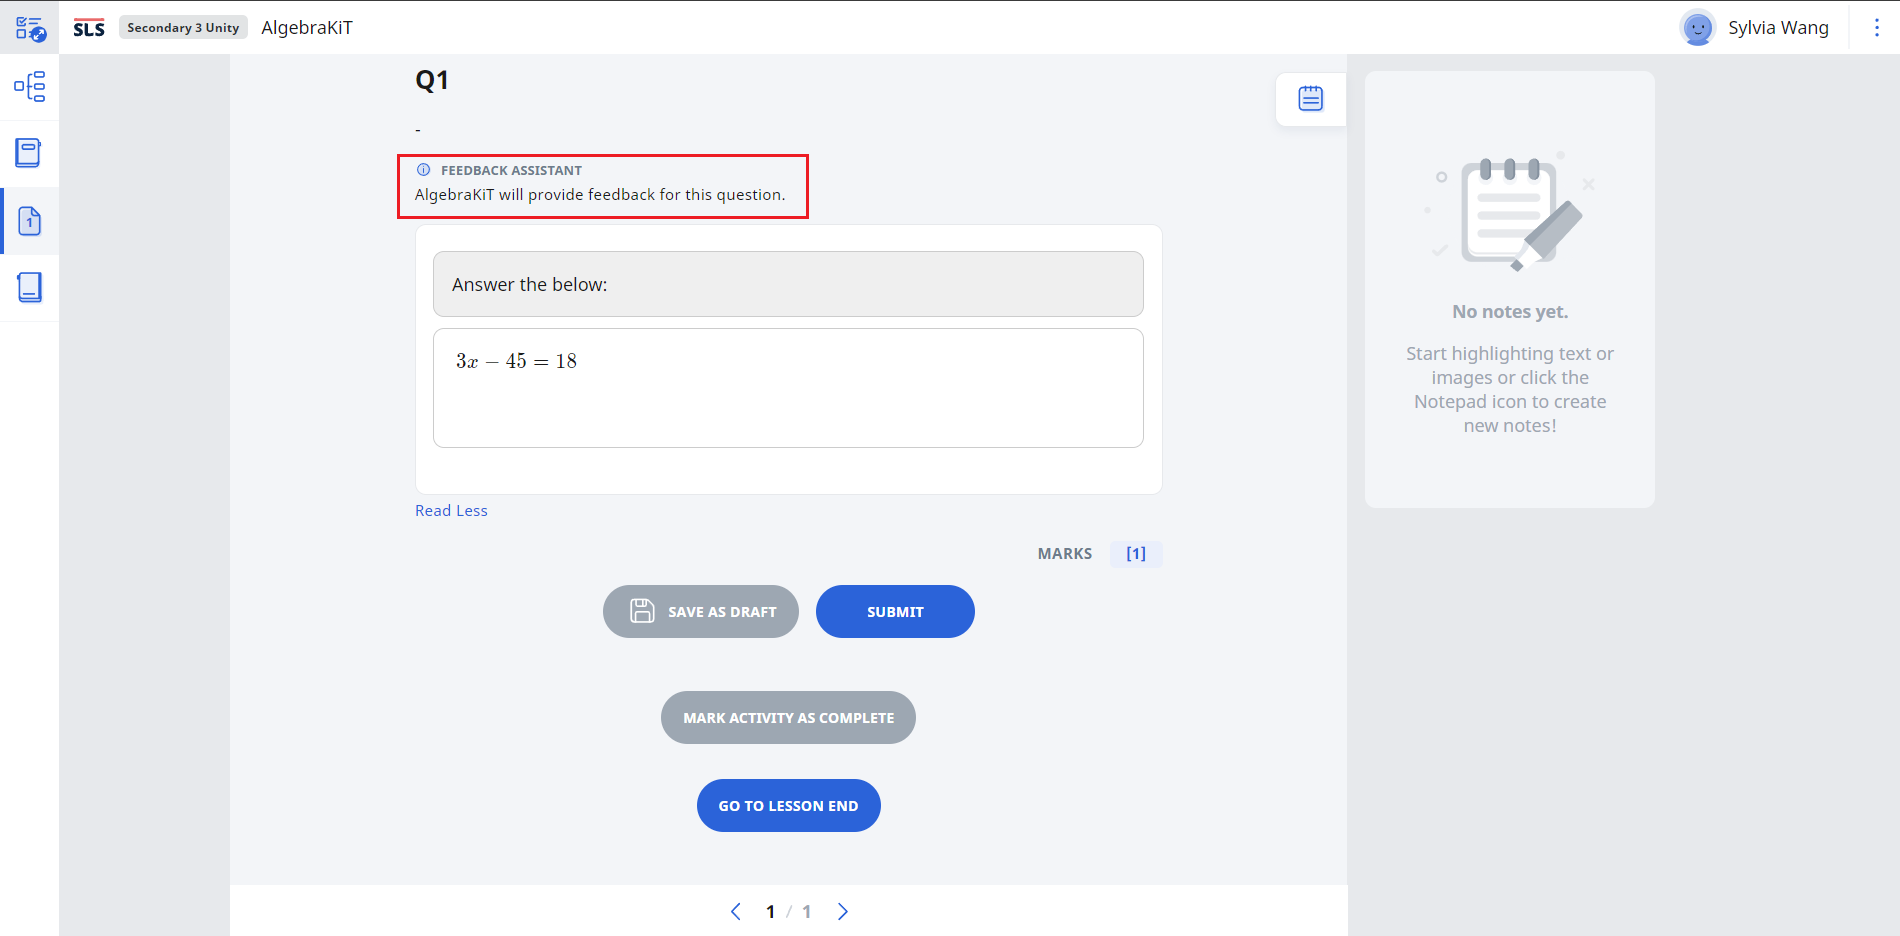 SLS Secondary 3 Unity AlgebraKiT
Sylvia Wang
Q1
-
FEEDBACK ASSISTANT
AlgebraKiT will provide feedback for this question.
Answer the below:
3x − 45 = 18
Read Less
MARKS [1]
SAVE AS DRAFT
SUBMIT
MARK ACTIVITY AS COMPLETE
GO TO LESSON END
1 / 1
1
No notes yet.
Start highlighting text or
images or click the
Notepad icon to create
new notes!